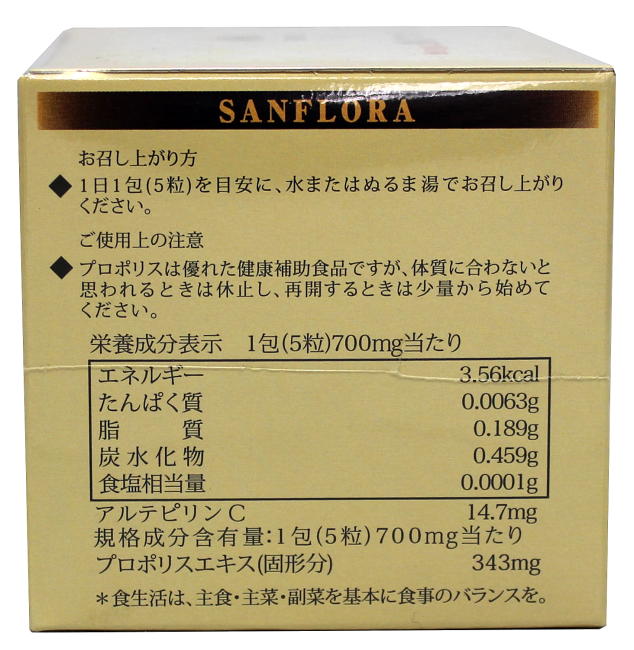 SANFLORA
お召し上がり方
◆1日1包(5粒)を目安に、水またはぬるま湯でお召し上がり
ください。
ご使用上の注意
◆プロポリスは優れた健康補助食品ですが、体質に合わないと
思われるときは休止し、再開するときは少量から始めて
ください。
栄養成分表示 1包(5粒)700mg当たり
エネルギー 3.56kcal
たんぱく質 0.0063g
脂質 0.189g
炭水化物 0.459g
食塩相当量 0.0001g
アルテピリンC 14.7mg
規格成分含有量:1包(5粒)700mg当たり
プロポリスエキス(固形分) 343mg
*食生活は、主食・主菜・副菜を基本に食事のバランスを。